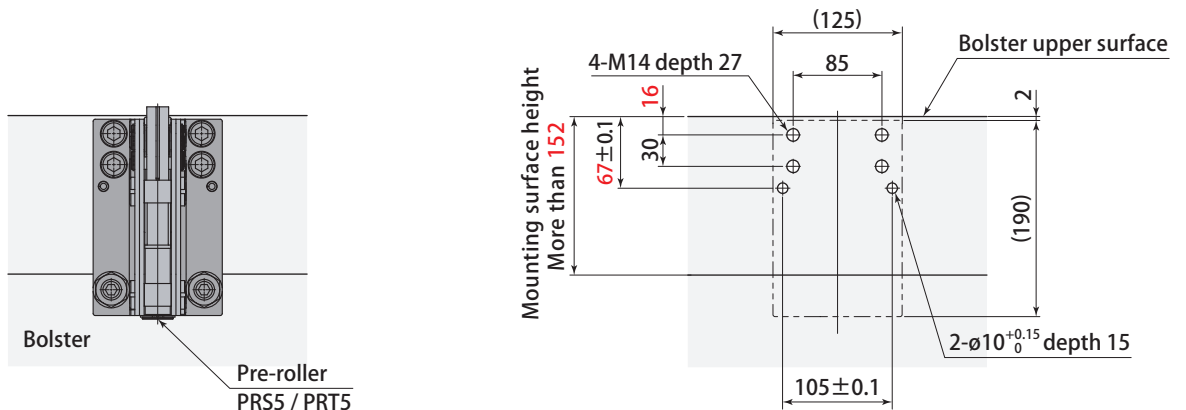 Bolster
Pre-roller
PRS5 / PRT5
(125)
Bolster upper surface
4-M14 depth 27
85
16
2
67±0.1
30
Mounting surface height
More than 152
(190)
2-ø10 +0.15 0 depth 15
105±0.1